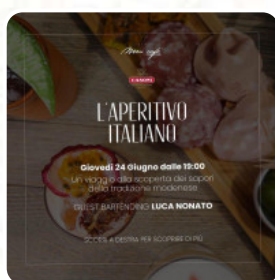 L'APERITIVO
ITALIANO
Giovedì 24 Giugno dalle 19:00
Un viaggio alla scoperta dei sapori
della tradizione modenese
GUEST BARTENDING LUCA NONATO
SCORRI A DESTRA PER SCOPRIRE DI PIÙ